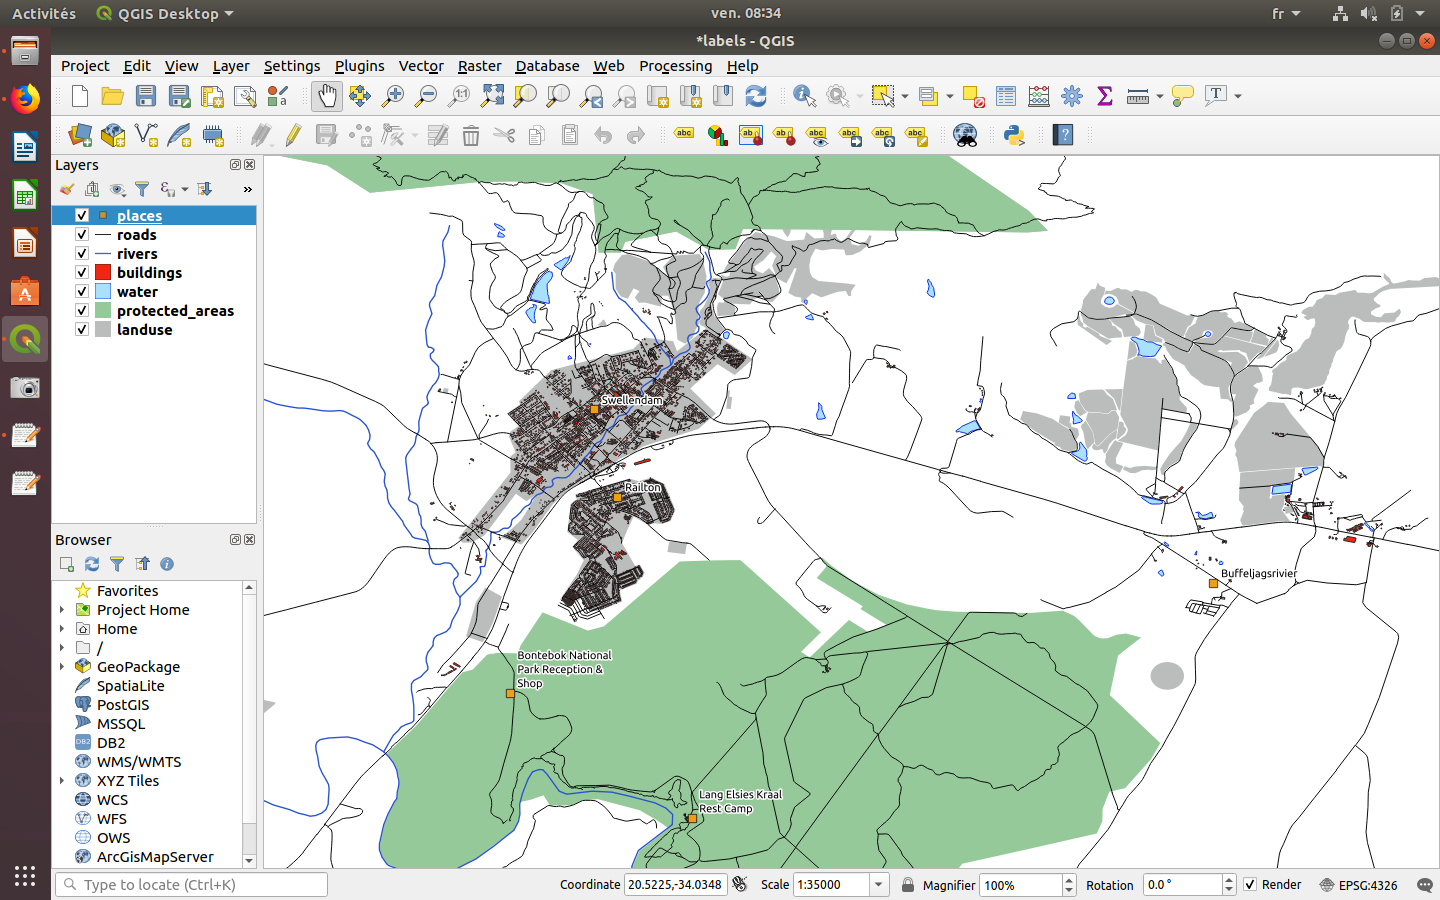 Activités
QGIS Desktop
ven. 08:34
fr
*labels - QGIS
Project Edit View Layer Settings Plugins Vector Raster Database Web Processing Help
Layers
places
roads
rivers
buildings
water
protected_areas
landuse
Browser
Favorites
Project Home
Home
/
GeoPackage
SpatiaLite
PostGIS
MSSQL
DB2
WMS/WMTS
XYZ Tiles
WCS
WFS
OWS
ArcGisMapServer
Swellendam
Railton
Buffeljagsrivier
Bontebok National
Park Reception &
Shop
Lang Elsies Kraal
Rest Camp
Type to locate (Ctrl+K)
Coordinate 20.5225,-34.0348
Scale 1:35000
Magnifier 100%
Rotation 0.0 °
Render
EPSG:4326